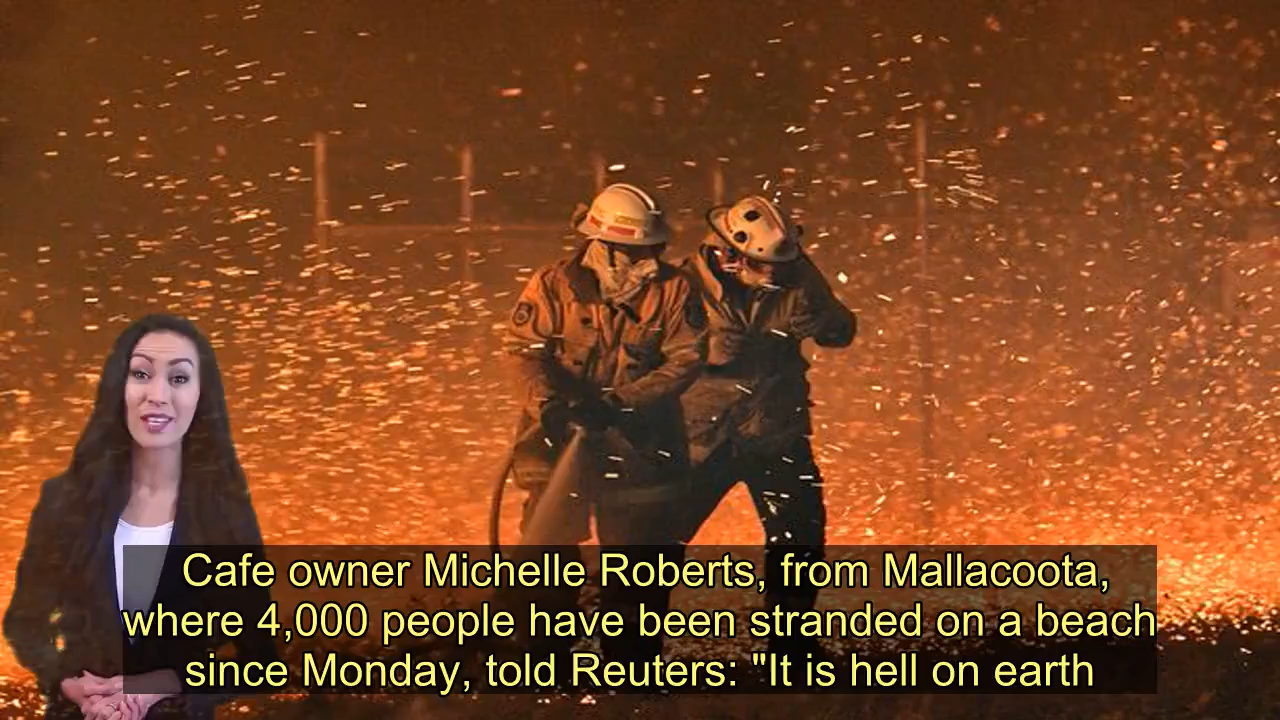 Cafe owner Michelle Roberts, from Mallacoota,
where 4,000 people have been stranded on a beach
since Monday, told Reuters: "It is hell on earth